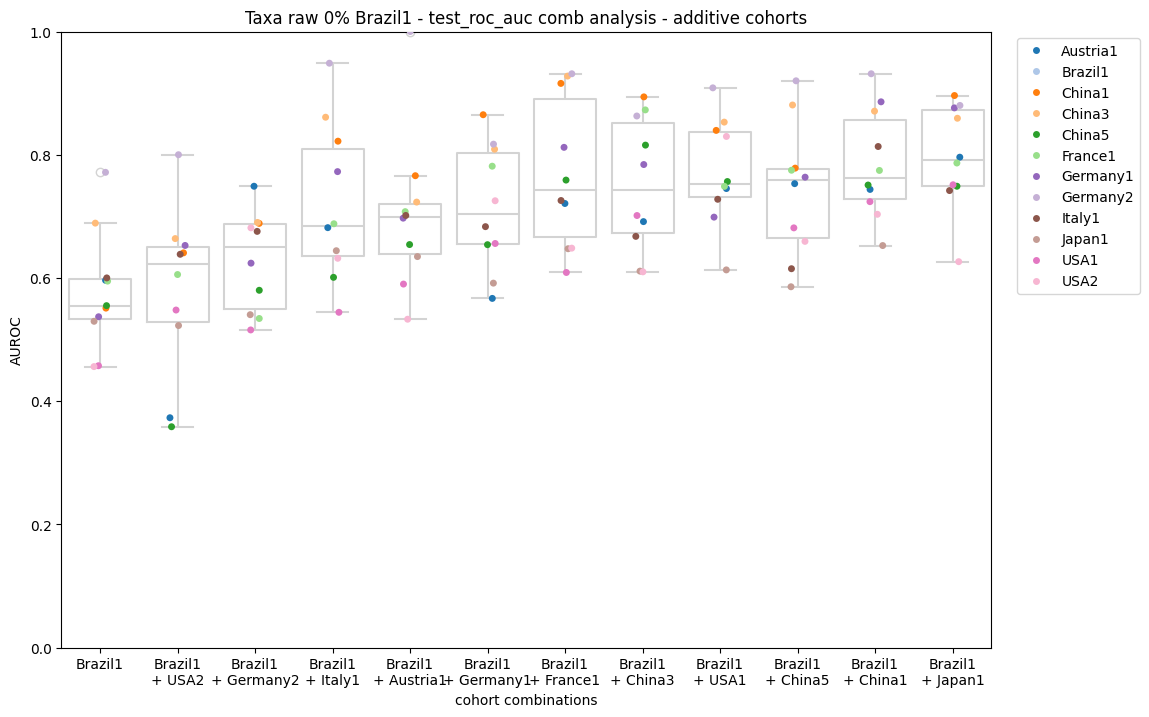 Taxa raw 0% Brazil1 - test_roc_auc comb analysis - additive cohorts
AUROC
1.0
0.8
0.6
0.4
0.2
0.0
Brazil1
Brazil1
+ USA2
Brazil1
+ Germany2
Brazil1
+ Italy1
Brazil1
+ Austria1
Brazil1
+ Germany1
Brazil1
+ France1
Brazil1
+ China3
Brazil1
+ USA1
Brazil1
+ China5
Brazil1
+ China1
Brazil1
+ Japan1
cohort combinations
Austria1
Brazil1
China1
China3
China5
France1
Germany1
Germany2
Italy1
Japan1
USA1
USA2